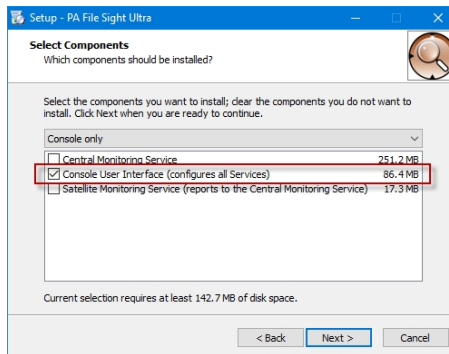 Setup - PA File Sight Ultra
Select Components
Which components should be installed?
Select the components you want to install; clear the components you do not want to
install. Click Next when you are ready to continue.
Console only
Central Monitoring Service 251.2 MB
Console User Interface (configures all Services) 86.4 MB
Satellite Monitoring Service (reports to the Central Monitoring Service) 17.3 MB
Current selection requires at least 142.7 MB of disk space.
< Back Next > Cancel